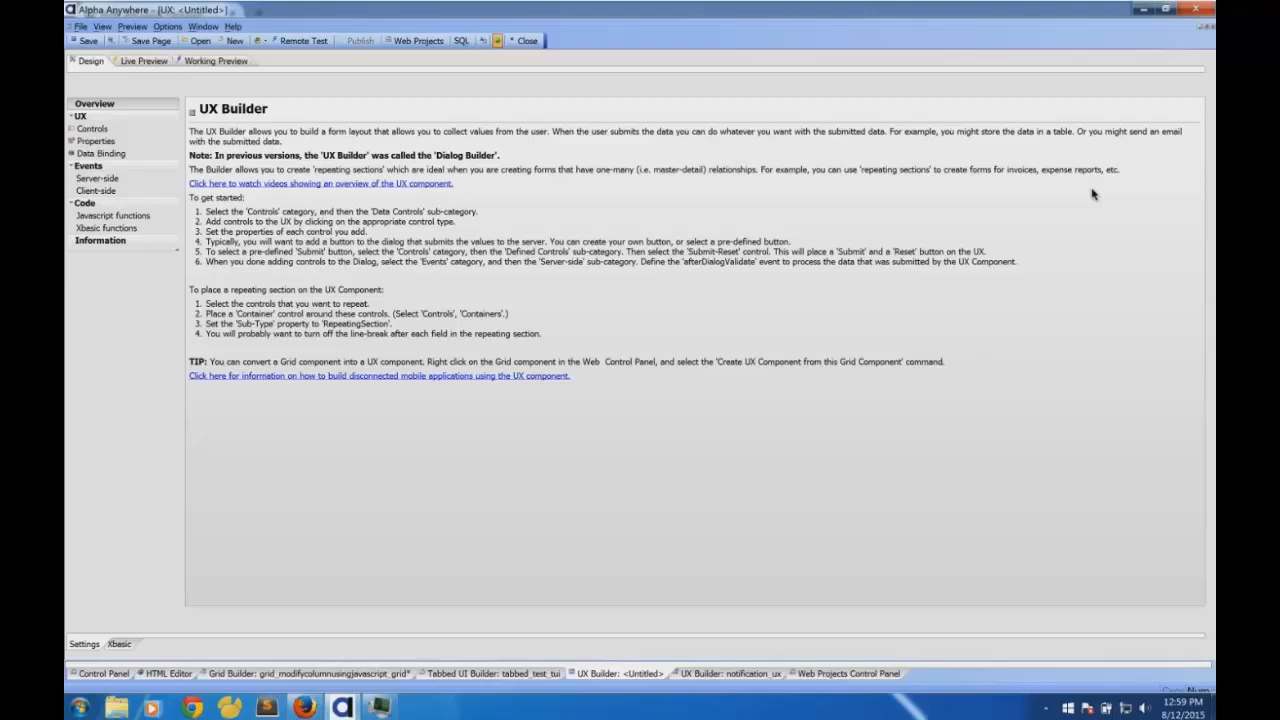 Alpha Anywhere - [UX: <Untitled>]
File View Preview Options Window Help
Save Save Page Open New Remote Test Publish Web Projects SQL Close
Design Live Preview Working Preview
Overview
UX
Controls
Properties
Data Binding
Events
Server-side
Client-side
Code
Javascript functions
Xbasic functions
Information
UX Builder
The UX Builder allows you to build a form layout that allows you to collect values from the user. When the user submits the data you can do whatever you want with the submitted data. For example, you might store the data in a table. Or you might send an email
with the submitted data.
Note: In previous versions, the 'UX Builder' was called the 'Dialog Builder'.
The Builder allows you to create 'repeating sections' which are ideal when you are creating forms that have one-many (i.e. master-detail) relationships. For example, you can use 'repeating sections' to create forms for invoices, expense reports, etc.
Click here to watch videos showing an overview of the UX component.
To get started:
1. Select the 'Controls' category, and then the 'Data Controls' sub-category.
2. Add controls to the UX by clicking on the appropriate control type.
3. Set the properties of each control you add.
4. Typically, you will want to add a button to the dialog that submits the values to the server. You can create your own button, or select a pre-defined button.
5. To select a pre-defined 'Submit' button, select the 'Controls' category, then the 'Defined Controls' sub-category. Then select the 'Submit-Reset' control. This will place a 'Submit' and a 'Reset' button on the UX.
6. When you done adding controls to the Dialog, select the 'Events' category, and then the 'Server-side' sub-category. Define the 'afterDialogValidate' event to process the data that was submitted by the UX Component.
To place a repeating section on the UX Component:
1. Select the controls that you want to repeat.
2. Place a 'Container' control around these controls. (Select 'Controls', 'Containers'.)
3. Set the 'Sub-Type' property to 'RepeatingSection'.
4. You will probably want to turn off the line-break after each field in the repeating section.
TIP: You can convert a Grid component into a UX component. Right click on the Grid component in the Web Control Panel, and select the 'Create UX Component from this Grid Component' command.
Click here for information on how to build disconnected mobile applications using the UX component.
Settings Xbasic
Control Panel HTML Editor Grid Builder: grid_modifycolumnusingjavascript_grid* Tabbed UI Builder: tabbed_test_tui UX Builder: <Untitled> UX Builder: notification_ux Web Projects Control Panel
Num
12:59 PM
8/12/2015